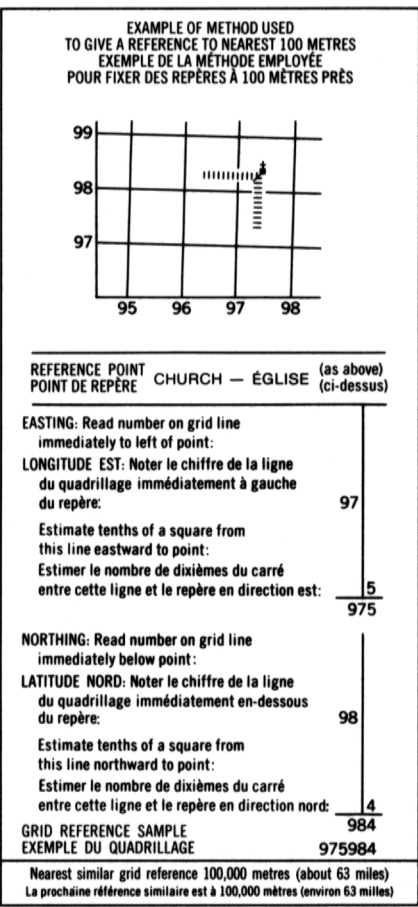 EXAMPLE OF METHOD USED
TO GIVE A REFERENCE TO NEAREST 100 METRES
EXEMPLE DE LA MÉTHODE EMPLOYÉE
POUR FIXER DES REPÈRES À 100 MÈTRES PRÈS
99
98
97
95 96 97 98
REFERENCE POINT
POINT DE REPÈRE
CHURCH — ÉGLISE
(as above)
(ci-dessus)
EASTING: Read number on grid line
immediately to left of point:
LONGITUDE EST: Noter le chiffre de la ligne
du quadrillage immédiatement à gauche
du repère: 97
Estimate tenths of a square from
this line eastward to point:
Estimer le nombre de dixièmes du carré
entre cette ligne et le repère en direction est: 5
975
NORTHING: Read number on grid line
immediately below point:
LATITUDE NORD: Noter le chiffre de la ligne
du quadrillage immédiatement en-dessous
du repère: 98
Estimate tenths of a square from
this line northward to point:
Estimer le nombre de dixièmes du carré
entre cette ligne et le repère en direction nord: 4
984
GRID REFERENCE SAMPLE
EXEMPLE DU QUADRILLAGE 975984
Nearest similar grid reference 100,000 metres (about 63 miles)
La prochaine référence similaire est à 100,000 mètres (environ 63 milles)